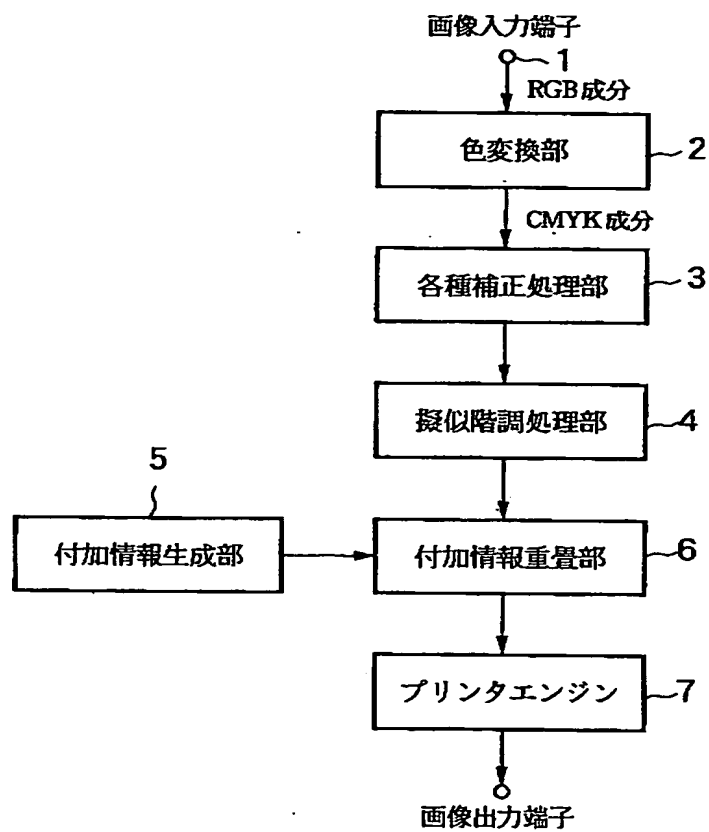 画像入力端子
1
RGB成分
色変換部
2
CMYK成分
各種補正処理部
3
擬似階調処理部
4
5
付加情報生成部
付加情報重畳部
6
プリンタエンジン
7
画像出力端子